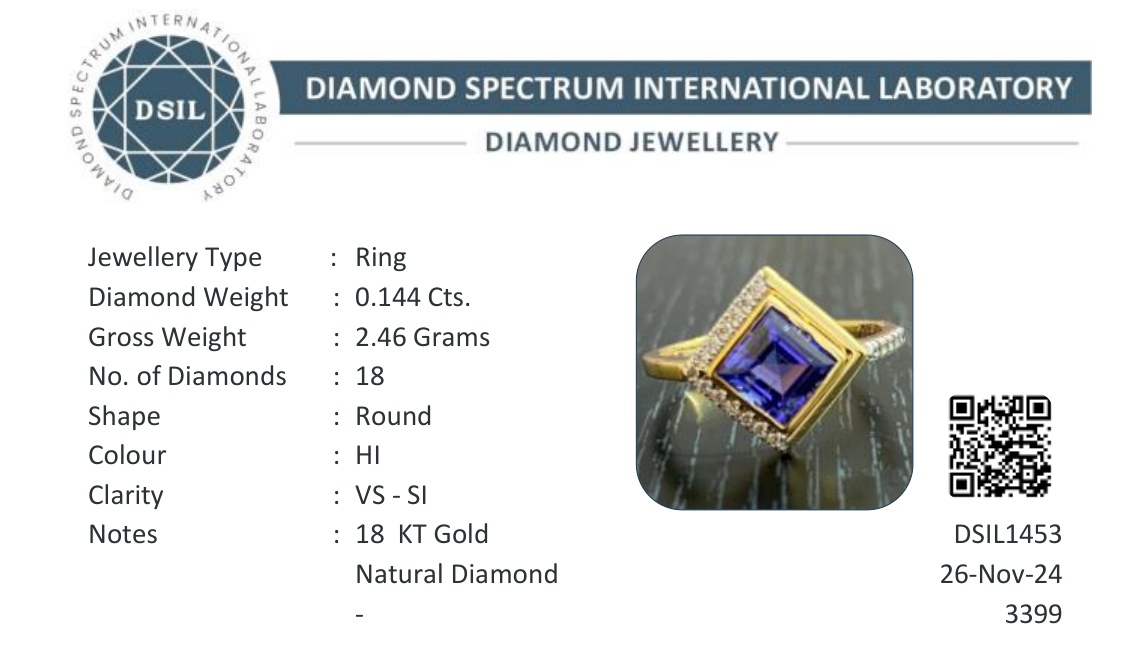 DIAMOND SPECTRUM INTERNATIONAL LABORATORY
DSIL
DIAMOND SPECTRUM INTERNATIONAL LABORATORY
DIAMOND JEWELLERY
Jewellery Type : Ring
Diamond Weight : 0.144 Cts.
Gross Weight : 2.46 Grams
No. of Diamonds : 18
Shape : Round
Colour : HI
Clarity : VS - SI
Notes : 18 KT Gold
Natural Diamond
-
DSIL1453
26-Nov-24
3399